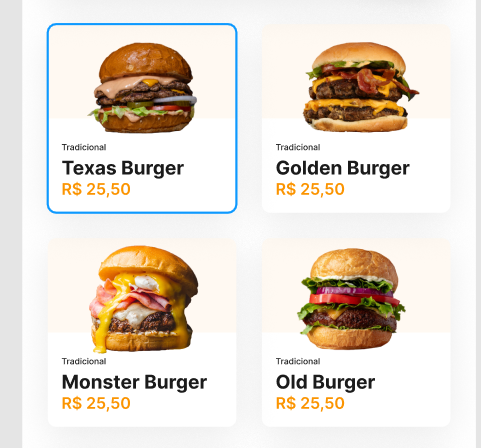 Tradicional
Texas Burger
R$ 25,50
Tradicional
Golden Burger
R$ 25,50
Tradicional
Monster Burger
R$ 25,50
Tradicional
Old Burger
R$ 25,50